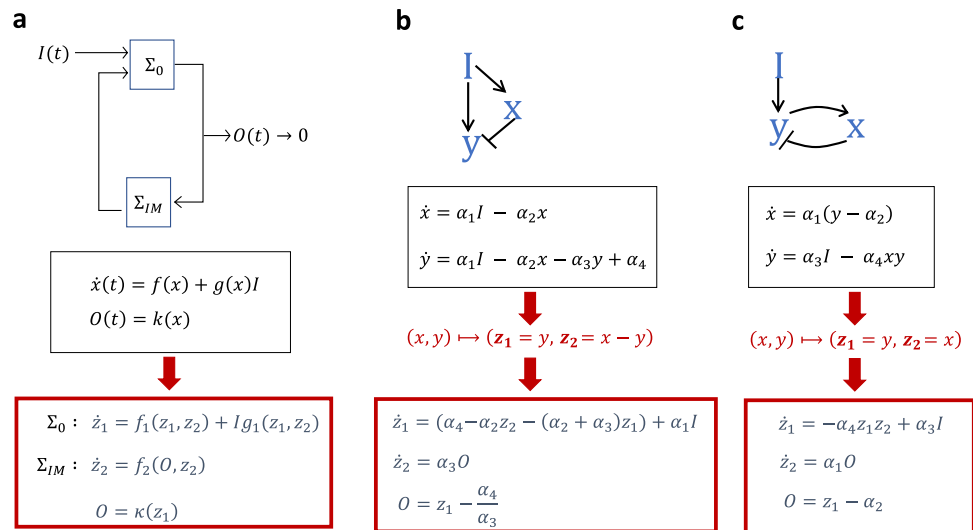 a
I(t)
Σ₀
O(t) → 0
Σ_IM
ẋ(t) = f(x) + g(x)I
O(t) = k(x)
Σ₀ : ż₁ = f₁(z₁, z₂) + Ig₁(z₁, z₂)
Σ_IM : ż₂ = f₂(O, z₂)
O = κ(z₁)
b
I
x
y
ẋ = α₁I − α₂x
ẏ = α₁I − α₂x − α₃y + α₄
(x, y) ↦ (z₁ = y, z₂ = x − y)
ż₁ = (α₄−α₂z₂ − (α₂ + α₃)z₁) + α₁I
ż₂ = α₃O
O = z₁ − α₄/α₃
c
I
y x
ẋ = α₁(y − α₂)
ẏ = α₃I − α₄xy
(x, y) ↦ (z₁ = y, z₂ = x)
ż₁ = −α₄z₁z₂ + α₃I
ż₂ = α₁O
O = z₁ − α₂